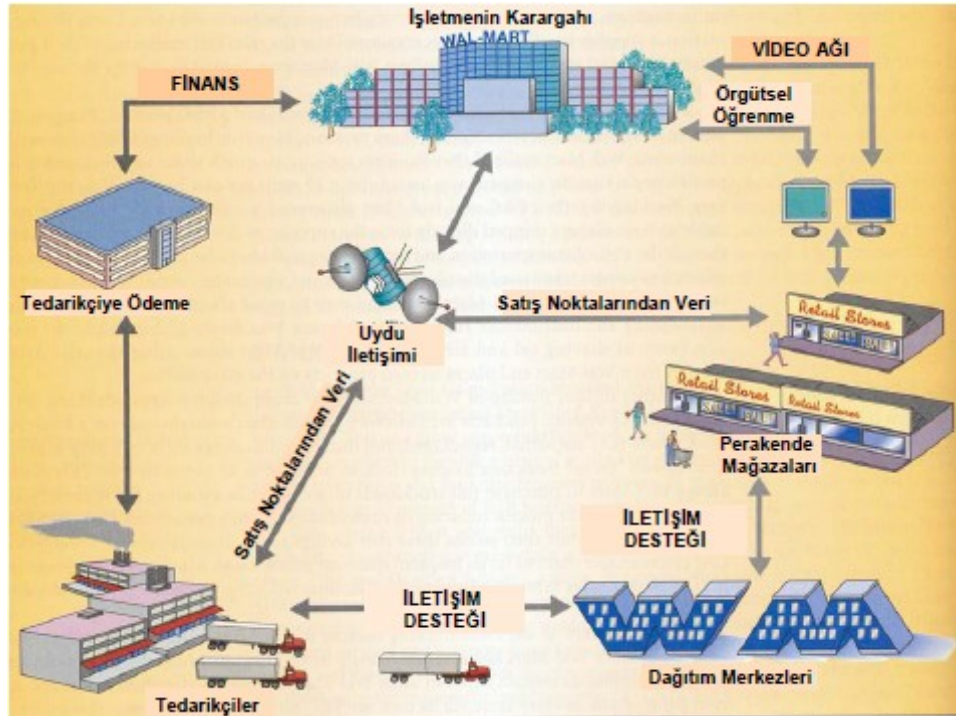 İşletmenin Karargahı
WAL-MART
FİNANS
VİDEO AĞI
Örgütsel
Öğrenme
Tedarikçiye Ödeme
Uydu
İletişimi
Satış Noktalarından Veri
Retail Stores
Retail Stores
Retail Stores
Perakende
Mağazaları
Satış Noktalarından Veri
İLETİŞİM
DESTEĞİ
İLETİŞİM
DESTEĞİ
Tedarikçiler
Dağıtım Merkezleri